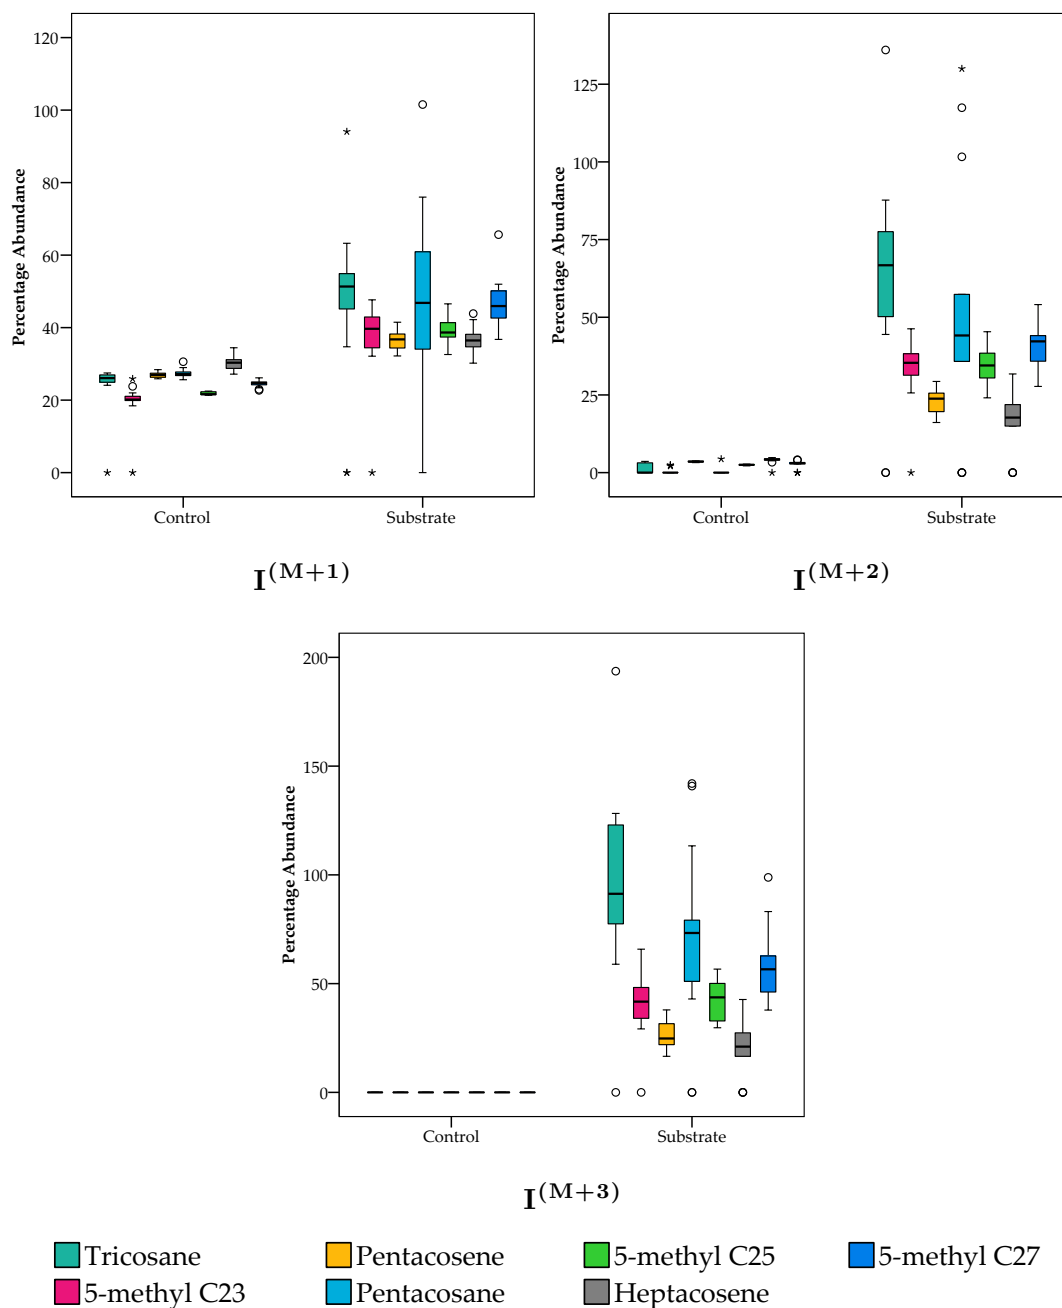 Percentage Abundance
120
100
80
60
40
20
0
Control
Substrate
I(M+1)
Percentage Abundance
125
100
75
50
25
0
Control
Substrate
I(M+2)
Percentage Abundance
200
150
100
50
0
Control
Substrate
I(M+3)
Tricosane
Pentacosene
5-methyl C25
5-methyl C27
5-methyl C23
Pentacosane
Heptacosene